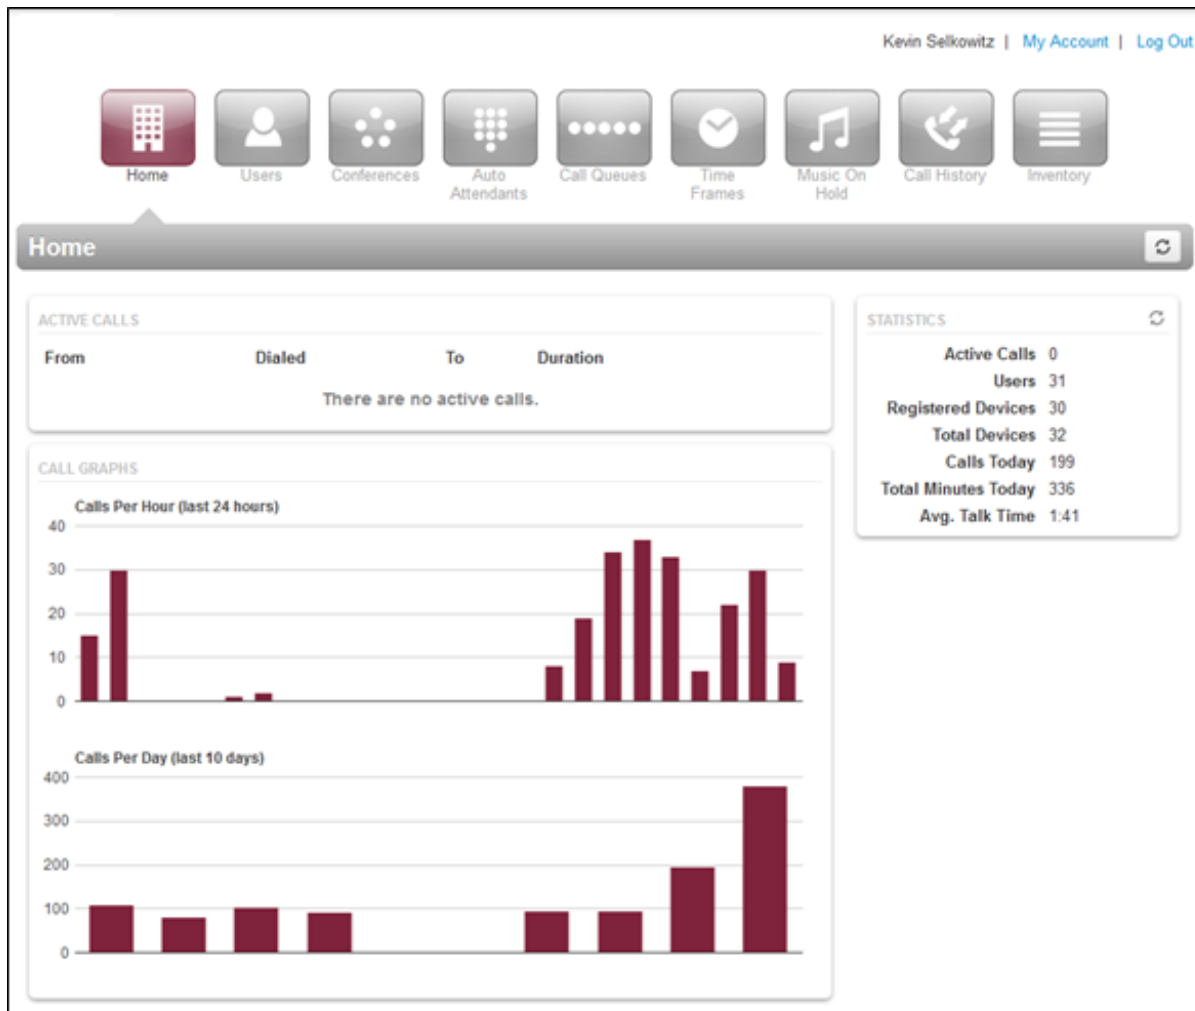 Kevin Selkowitz | My Account | Log Out
Home
Users
Conferences
Auto
Attendants
Call Queues
Time
Frames
Music On
Hold
Call History
Inventory
Home
ACTIVE CALLS
From Dialed To Duration
There are no active calls.
STATISTICS
Active Calls 0
Users 31
Registered Devices 30
Total Devices 32
Calls Today 199
Total Minutes Today 336
Avg. Talk Time 1:41
CALL GRAPHS
Calls Per Hour (last 24 hours)
40
30
20
10
0
Calls Per Day (last 10 days)
400
300
200
100
0